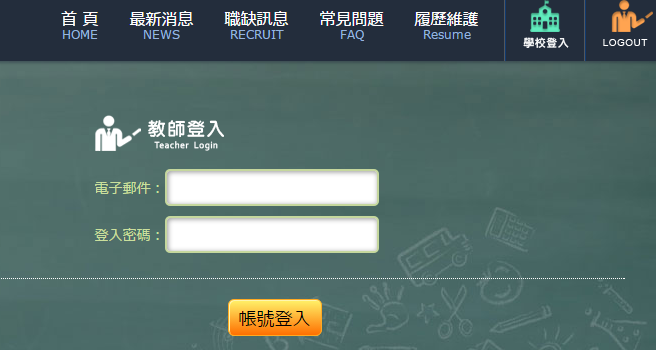 首 頁 最新消息 職缺訊息 常見問題 履歷維護
HOME NEWS RECRUIT FAQ Resume
學校登入 LOGOUT
教師登入
Teacher Login
電子郵件：
登入密碼：
帳號登入